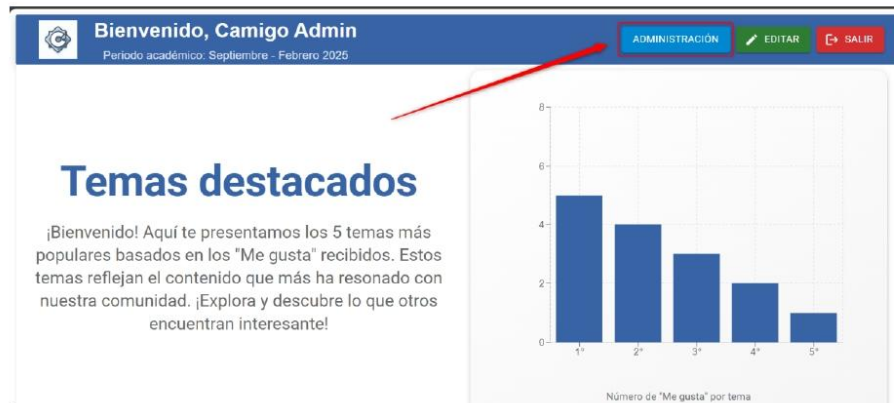 Bienvenido, Camigo Admin
Periodo académico: Septiembre - Febrero 2025
ADMINISTRACIÓN
EDITAR
SALIR
Temas destacados
¡Bienvenido! Aquí te presentamos los 5 temas más
populares basados en los "Me gusta" recibidos. Estos
temas reflejan el contenido que más ha resonado con
nuestra comunidad. ¡Explora y descubre lo que otros
encuentran interesante!
8
6
4
2
0
1°
2°
3°
4°
5°
Número de "Me gusta" por tema